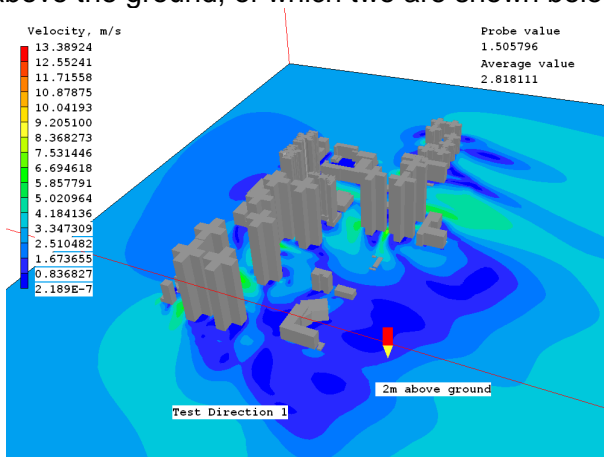 above the ground, of which two are shown belo
Velocity, m/s
13.38924
12.55241
11.71558
10.87875
10.04193
9.205100
8.368273
7.531446
6.694618
5.857791
5.020964
4.184136
3.347309
2.510482
1.673655
0.836827
2.189E-7
Probe value
1.505796
Average value
2.818111
2m above ground
Test Direction 1